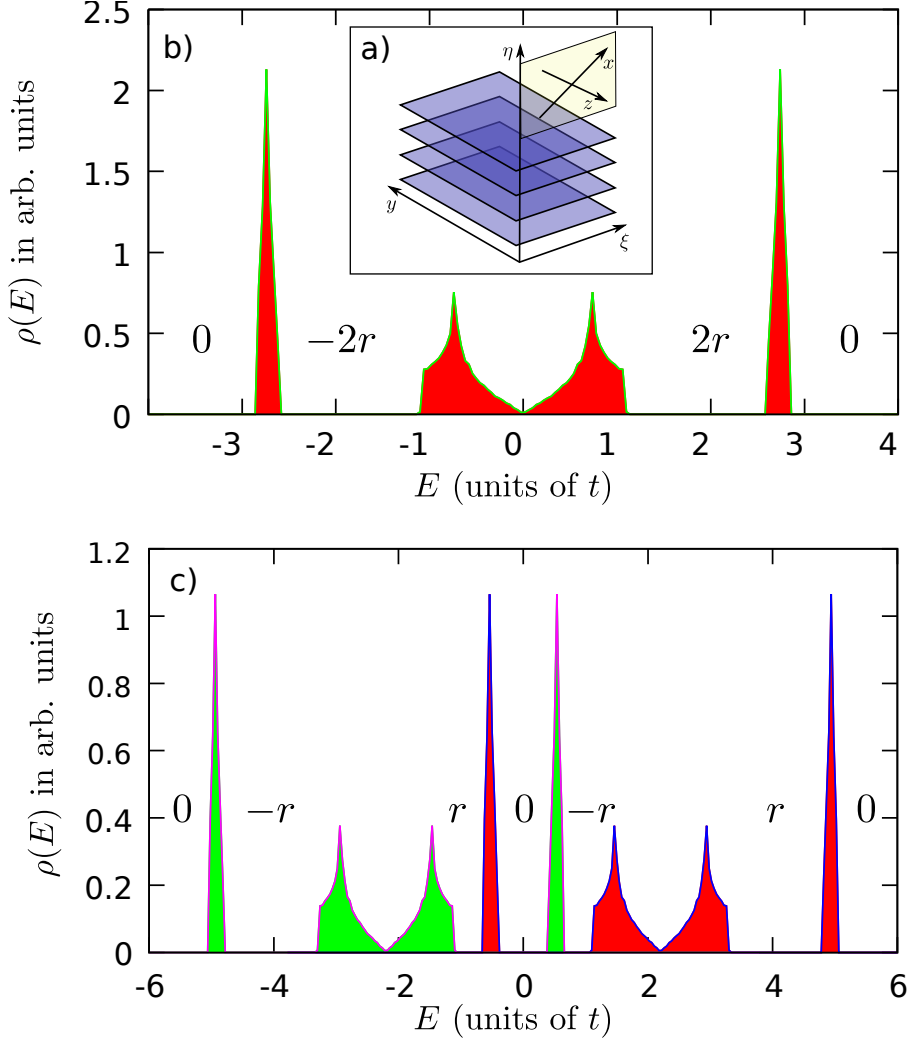 b)
a)
η
x
z
y
ξ
2.5
2
1.5
1
0.5
0
ρ(E) in arb. units
0
−2r
2r
0
-3
-2
-1
0
1
2
3
4
E (units of t)
c)
1.2
1
0.8
0.6
0.4
0.2
0
ρ(E) in arb. units
0
−r
r
0
−r
r
0
-6
-4
-2
0
2
4
6
E (units of t)